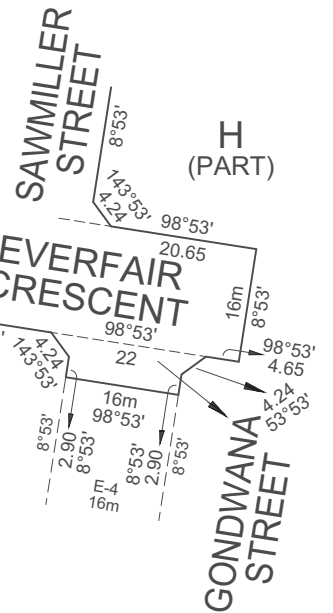 SAWMILLER
STREET
8°53'
H
(PART)
143°53'
4.24
98°53'
20.65
EVERFAIR
CRESCENT
16m
8°53'
98°53'
22
98°53'
4.65
4.24
143°53'
4.24
53°53'
16m
98°53'
8°53'
2.90
8°53'
8°53'
2.90
8°53'
E-4
16m
GONDWANA
STREET